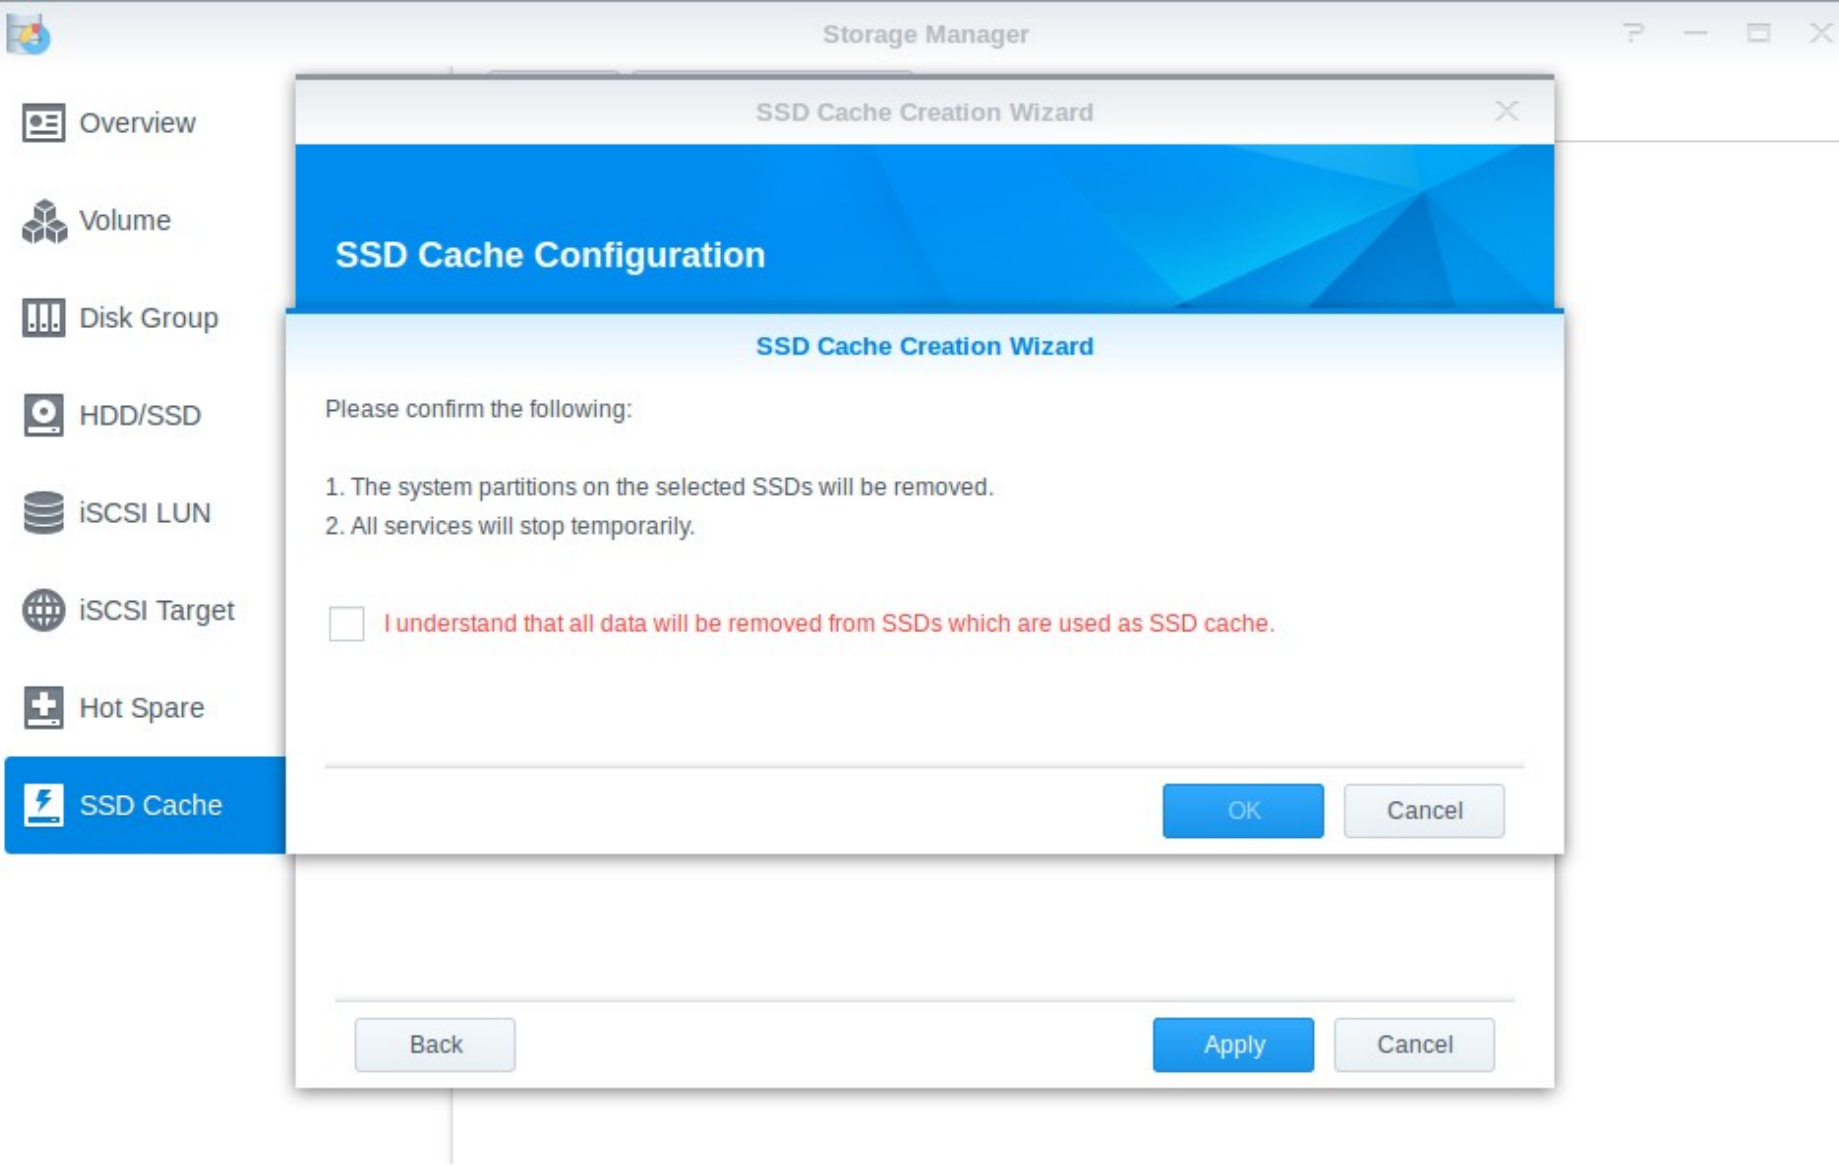 Storage Manager
Overview
Volume
Disk Group
HDD/SSD
iSCSI LUN
iSCSI Target
Hot Spare
SSD Cache
SSD Cache Creation Wizard
SSD Cache Configuration
SSD Cache Creation Wizard
Please confirm the following:
1. The system partitions on the selected SSDs will be removed.
2. All services will stop temporarily.
I understand that all data will be removed from SSDs which are used as SSD cache.
OK
Cancel
Back
Apply
Cancel